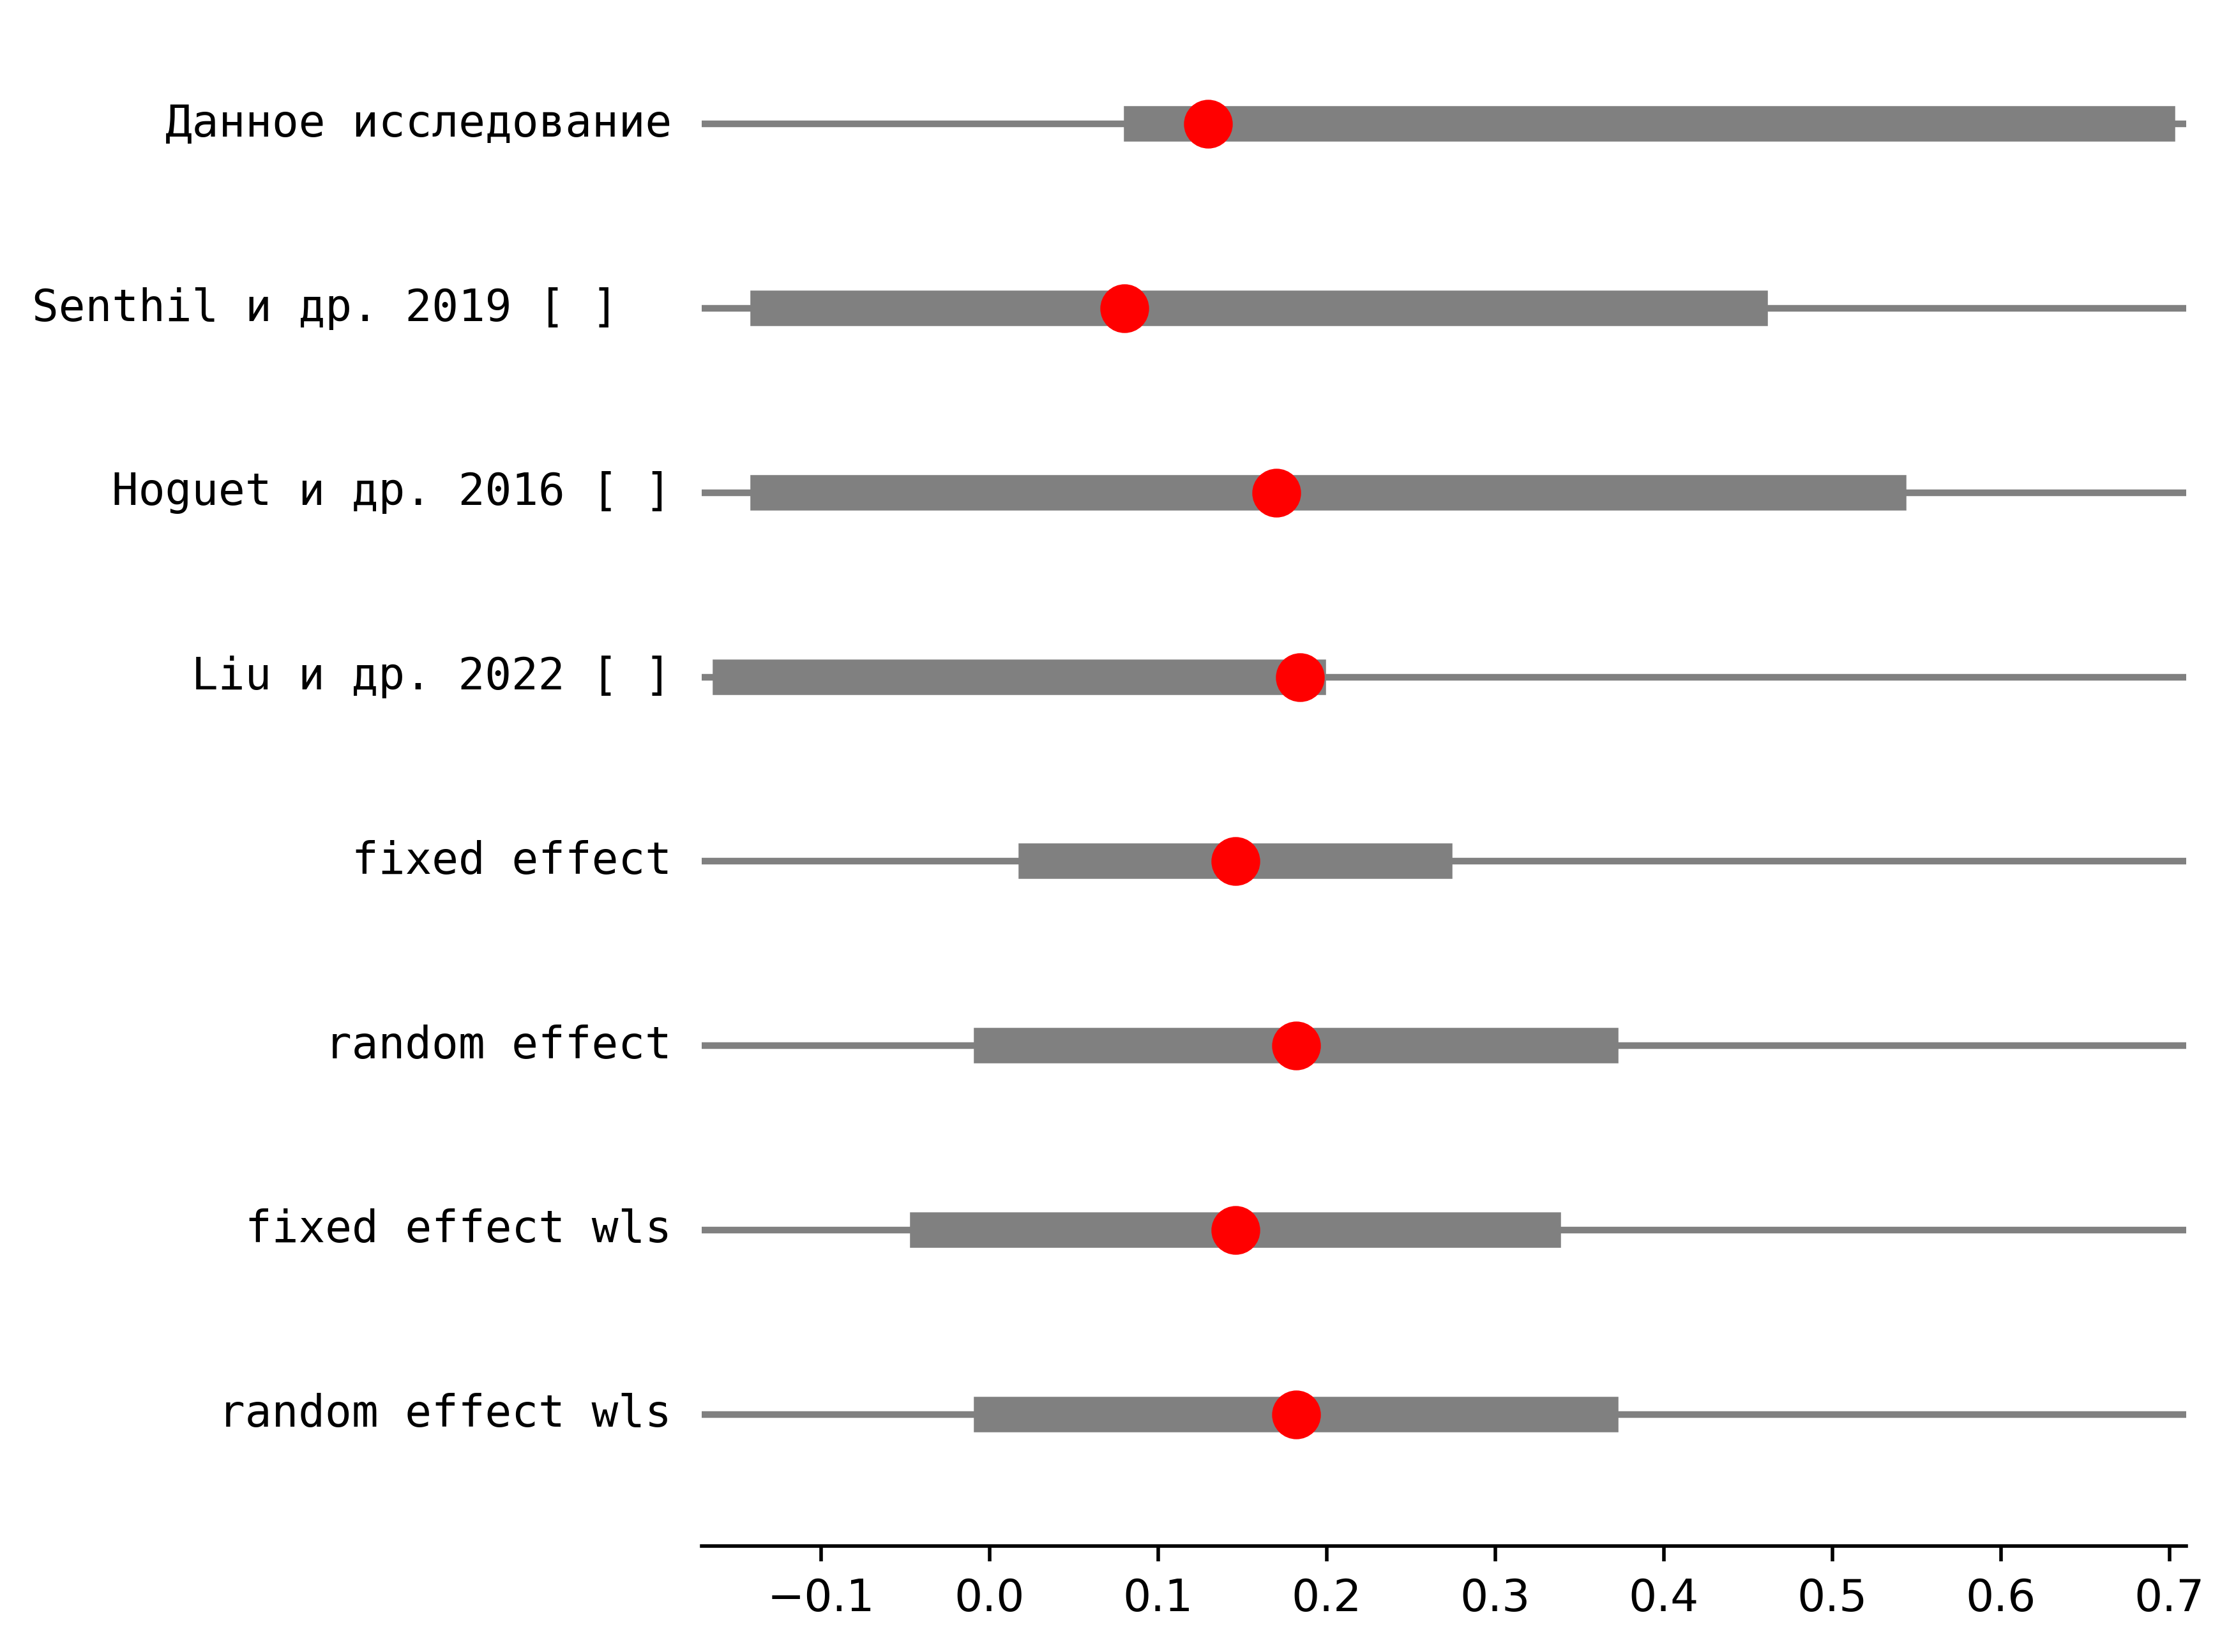 Данное исследование
Senthil и др. 2019 [ ]
Hoguet и др. 2016 [ ]
Liu и др. 2022 [ ]
fixed effect
random effect
fixed effect wls
random effect wls
−0.1 0.0 0.1 0.2 0.3 0.4 0.5 0.6 0.7